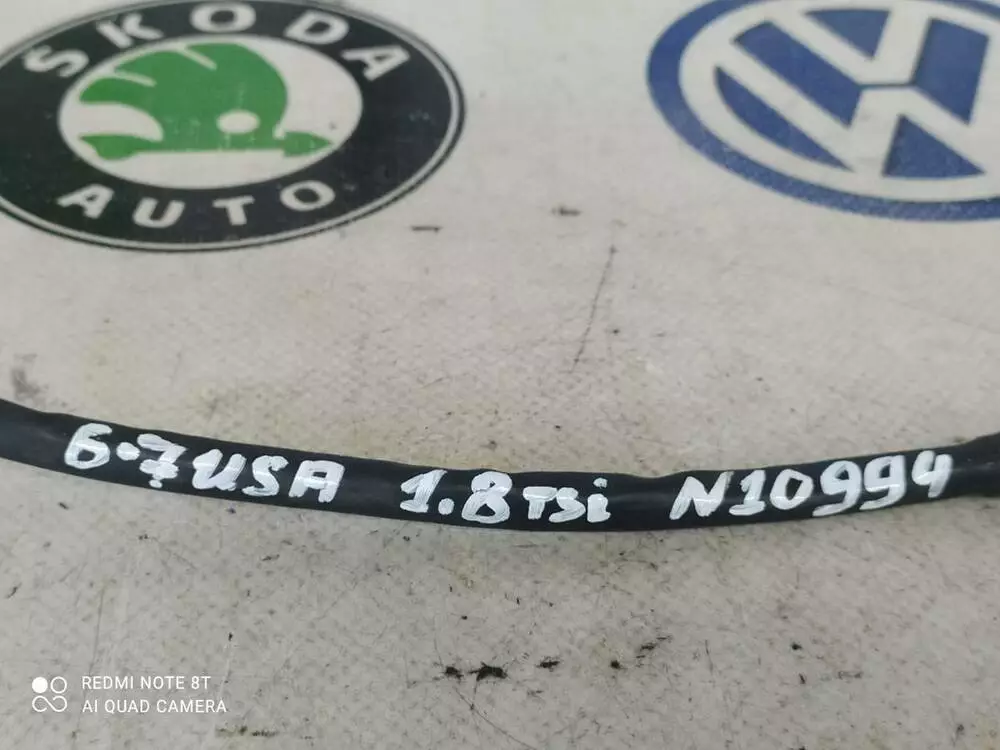 SKODA
AUTO
6-7USA 1.8TSi N10994
REDMI NOTE 8T
AI QUAD CAMERA